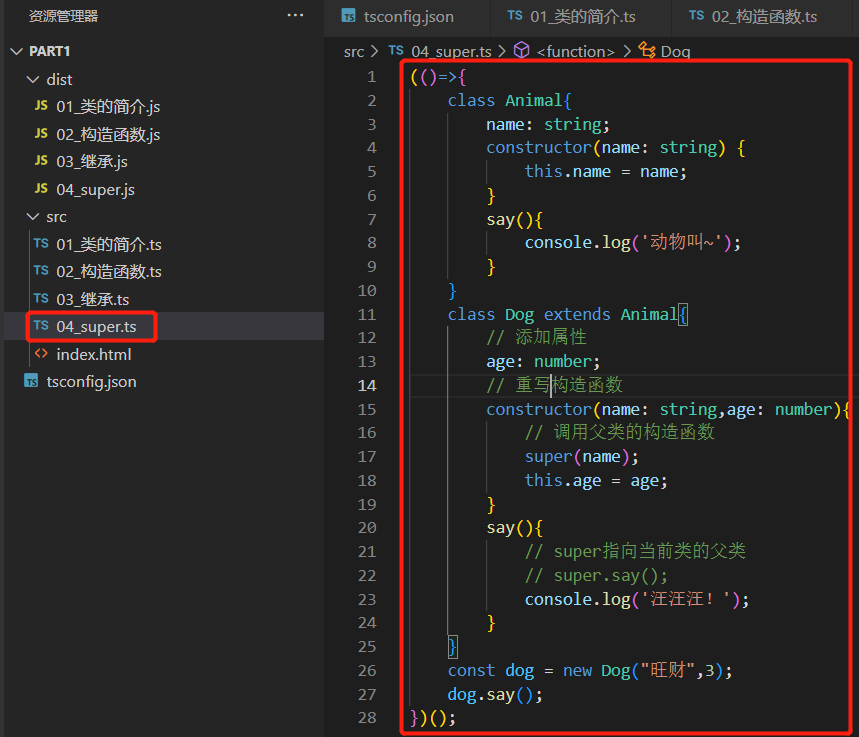 资源管理器 ···
PART1
dist
JS 01_类的简介.js
JS 02_构造函数.js
JS 03_继承.js
JS 04_super.js
src
TS 01_类的简介.ts
TS 02_构造函数.ts
TS 03_继承.ts
TS 04_super.ts
<> index.html
TS tsconfig.json
TS tsconfig.json TS 01_类的简介.ts TS 02_构造函数.ts
src > TS 04_super.ts > <function> > Dog
1 (()=>{
2 class Animal{
3 name: string;
4 constructor(name: string) {
5 this.name = name;
6 }
7 say(){
8 console.log('动物叫~');
9 }
10 }
11 class Dog extends Animal{
12 // 添加属性
13 age: number;
14 // 重写构造函数
15 constructor(name: string,age: number){
16 // 调用父类的构造函数
17 super(name);
18 this.age = age;
19 }
20 say(){
21 // super指向当前类的父类
22 // super.say();
23 console.log('汪汪汪！');
24 }
25 }
26 const dog = new Dog("旺财",3);
27 dog.say();
28 })();